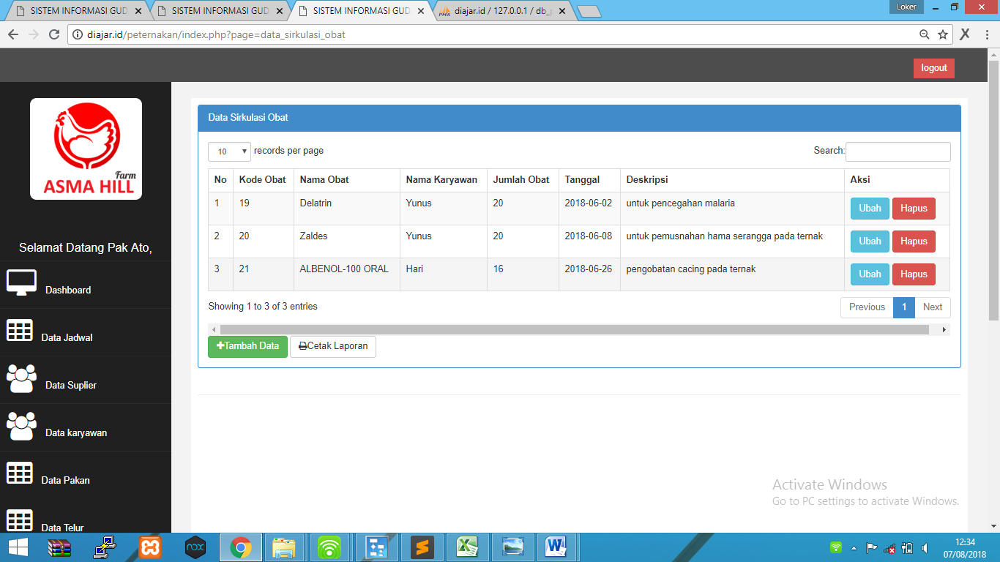 SISTEM INFORMASI GUD
SISTEM INFORMASI GUD
SISTEM INFORMASI GUD
PMA diajar.id / 127.0.0.1 / db_
Loker
diajar.id/peternakan/index.php?page=data_sirkulasi_obat
X
logout
Farm
ASMA HILL
Selamat Datang Pak Ato,
Dashboard
Data Jadwal
Data Suplier
Data karyawan
Data Pakan
Data Telur
Data Sirkulasi Obat
10 records per page Search:
No Kode Obat Nama Obat Nama Karyawan Jumlah Obat Tanggal Deskripsi Aksi
1 19 Delatrin Yunus 20 2018-06-02 untuk pencegahan malaria Ubah Hapus
2 20 Zaldes Yunus 20 2018-06-08 untuk pemusnahan hama serangga pada ternak Ubah Hapus
3 21 ALBENOL-100 ORAL Hari 16 2018-06-26 pengobatan cacing pada ternak Ubah Hapus
Showing 1 to 3 of 3 entries Previous 1 Next
Tambah Data Cetak Laporan
Activate Windows
Go to PC settings to activate Windows.
nox
12:34
07/08/2018